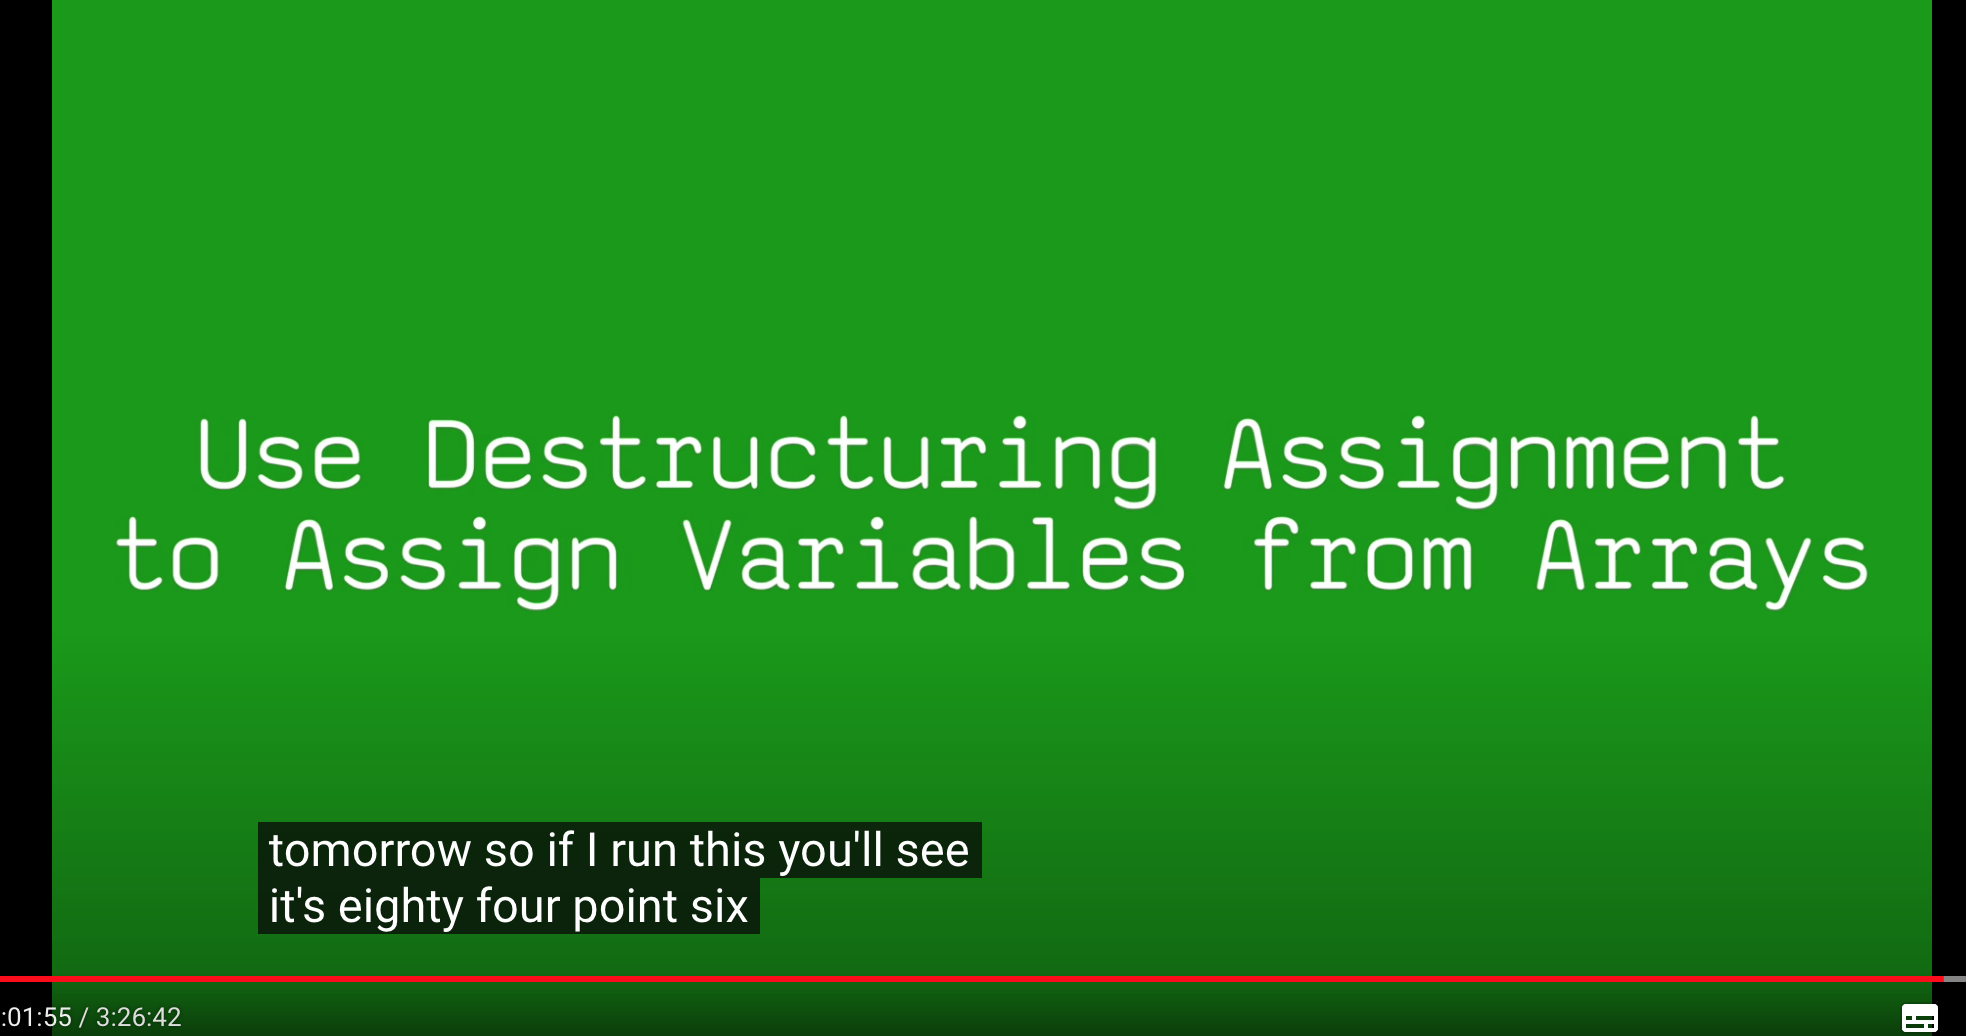 Use Destructuring Assignment
to Assign Variables from Arrays
tomorrow so if I run this you'll see
it's eighty four point six
:01:55 / 3:26:42